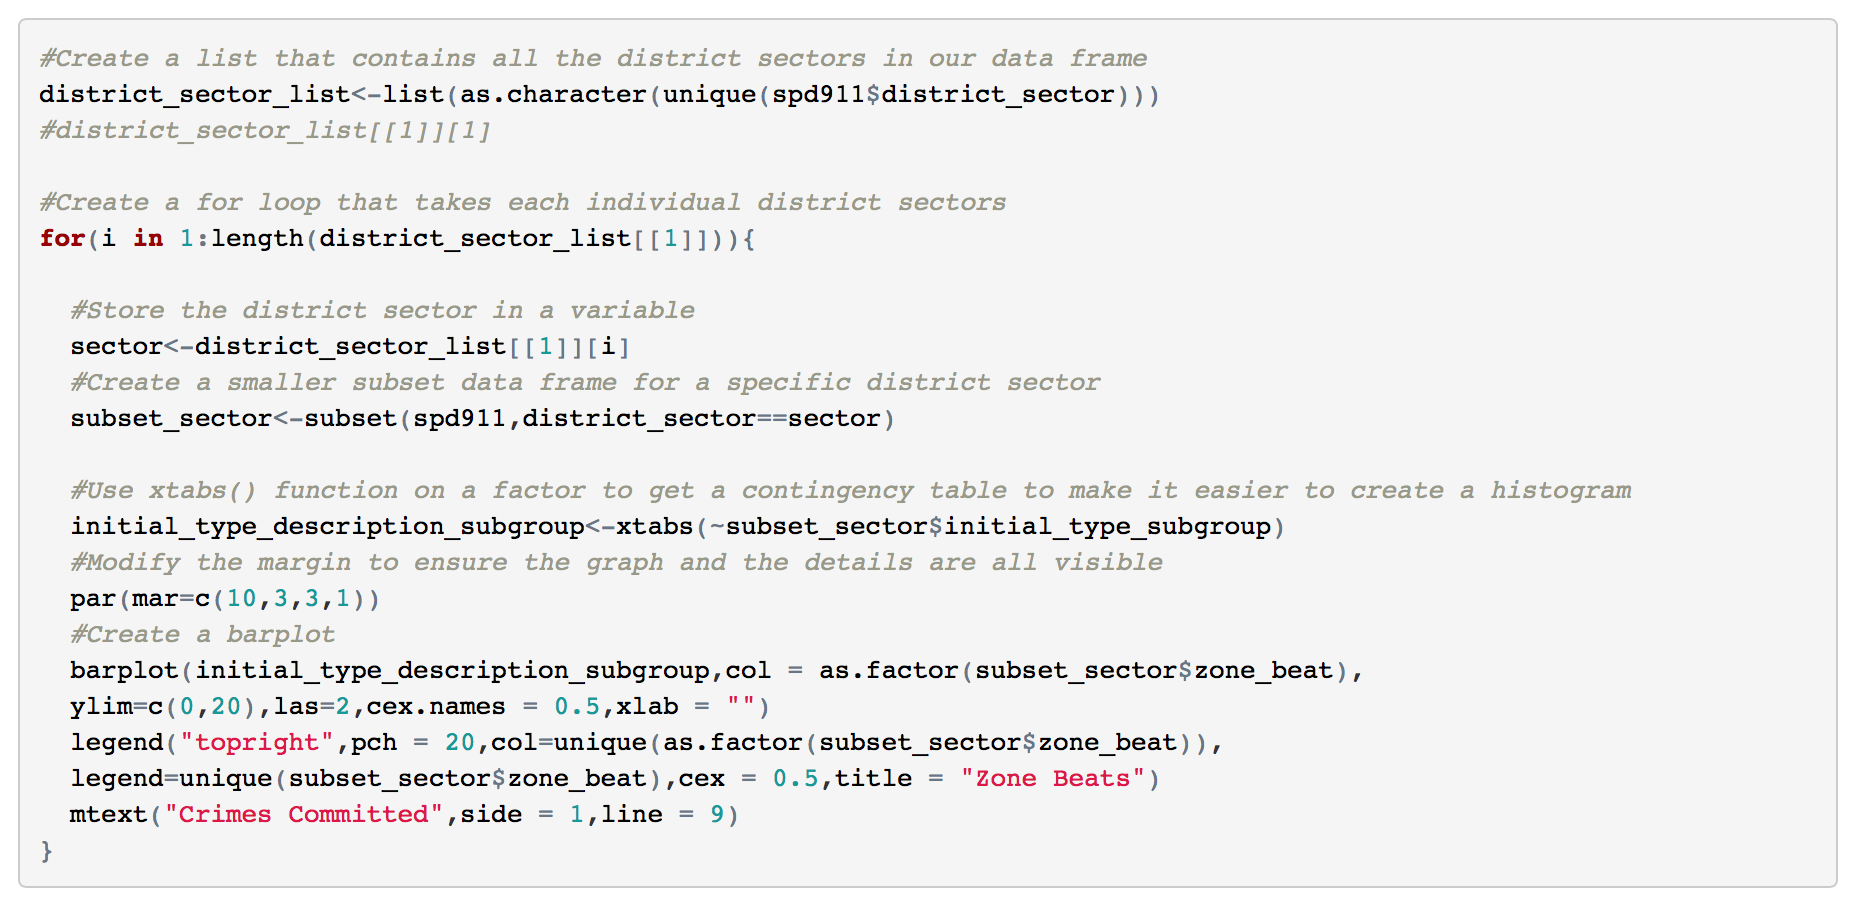 #Create a list that contains all the district sectors in our data frame
district_sector_list<-list(as.character(unique(spd911$district_sector)))
#district_sector_list[[1]][1]

#Create a for loop that takes each individual district sectors
for(i in 1:length(district_sector_list[[1]])){

  #Store the district sector in a variable
  sector<-district_sector_list[[1]][i]
  #Create a smaller subset data frame for a specific district sector
  subset_sector<-subset(spd911,district_sector==sector)

  #Use xtabs() function on a factor to get a contingency table to make it easier to create a histogram
  initial_type_description_subgroup<-xtabs(~subset_sector$initial_type_subgroup)
  #Modify the margin to ensure the graph and the details are all visible
  par(mar=c(10,3,3,1))
  #Create a barplot
  barplot(initial_type_description_subgroup,col = as.factor(subset_sector$zone_beat),
  ylim=c(0,20),las=2,cex.names = 0.5,xlab = "")
  legend("topright",pch = 20,col=unique(as.factor(subset_sector$zone_beat)),
  legend=unique(subset_sector$zone_beat),cex = 0.5,title = "Zone Beats")
  mtext("Crimes Committed",side = 1,line = 9)
}